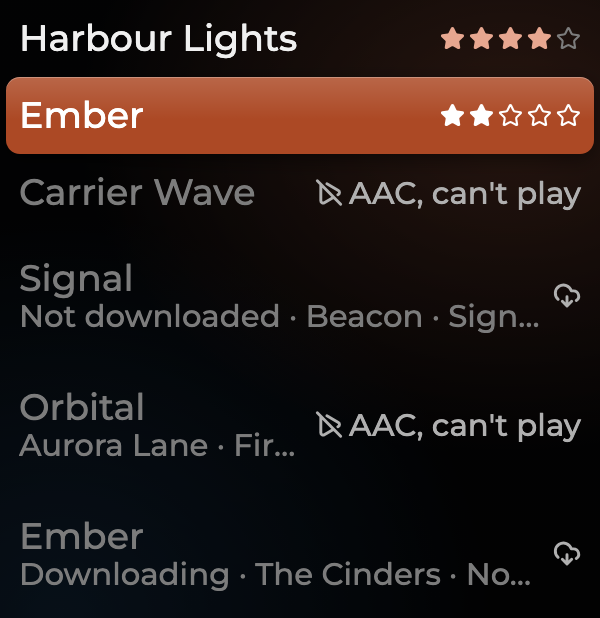 Harbour Lights
Ember
Carrier Wave AAC, can't play
Signal
Not downloaded · Beacon · Sign...
Orbital
AAC, can't play
Aurora Lane · Fir...
Ember
Downloading · The Cinders · No...